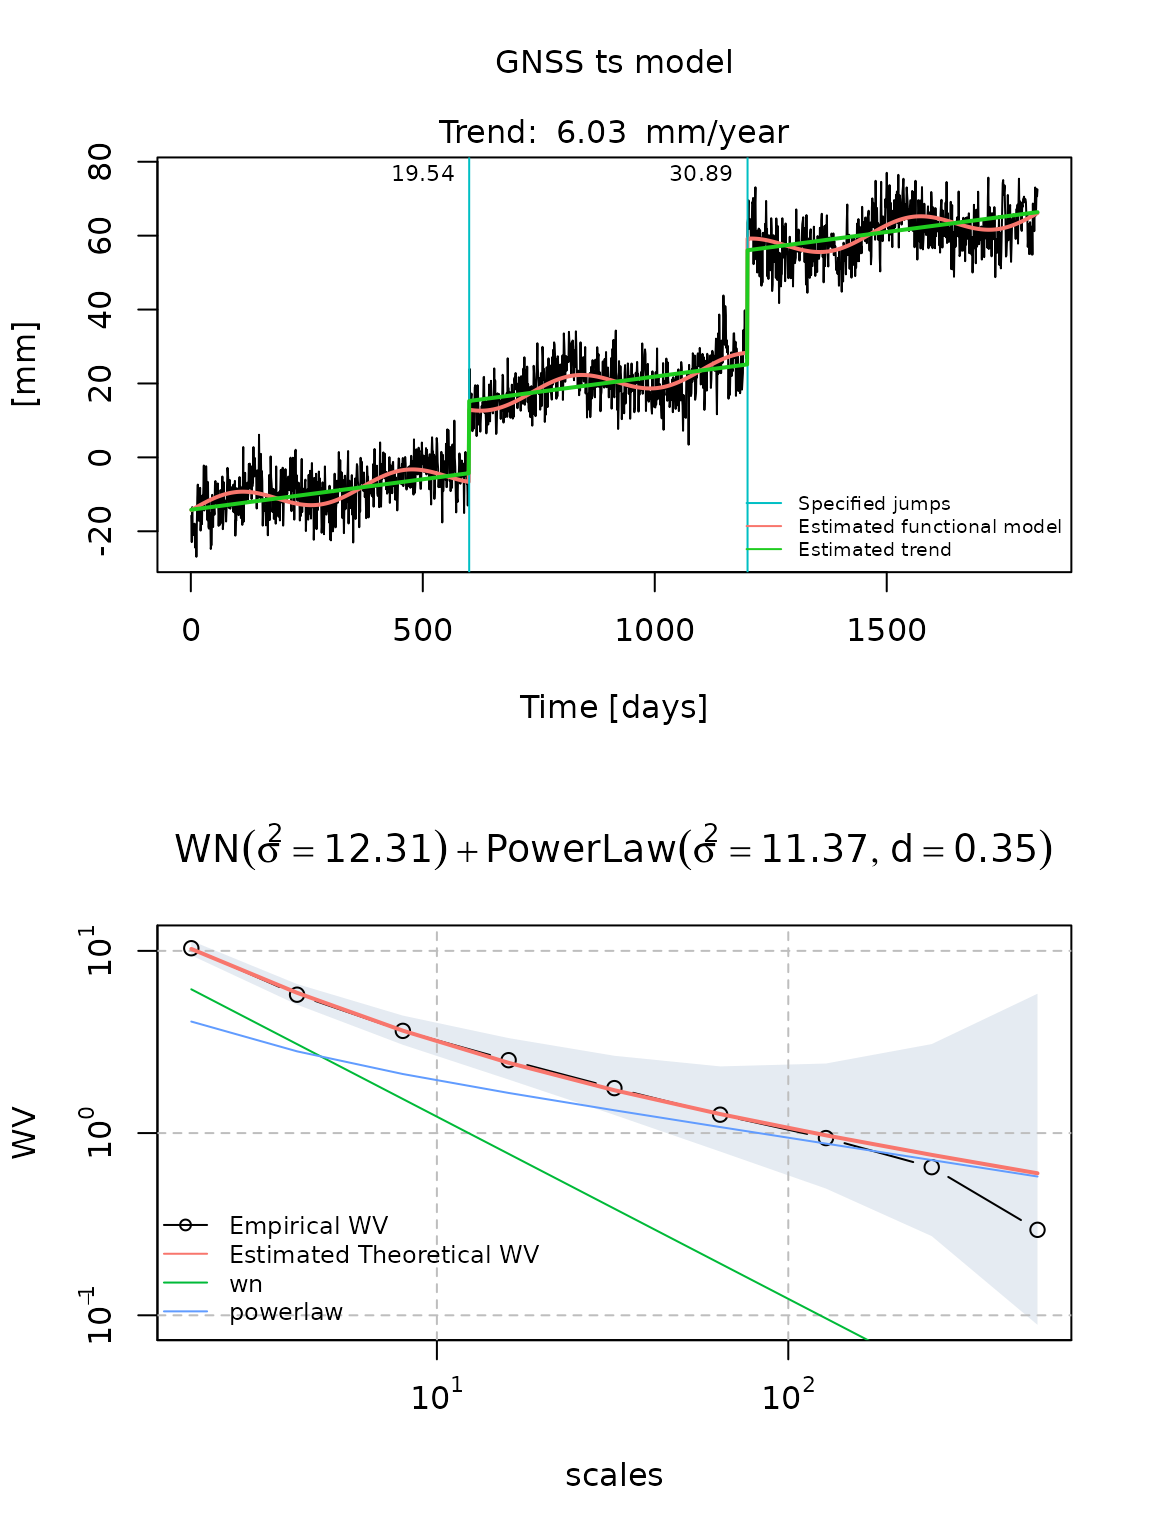 GNSS ts model
Trend: 6.03 mm/year
19.54 30.89
80
60
40
20
0
-20
[mm]
Specified jumps
Estimated functional model
Estimated trend
0 500 1000 1500
Time [days]
WN(σ² = 12.31) + PowerLaw(σ² = 11.37, d = 0.35)
10¹
10⁰
10⁻¹
WV
Empirical WV
Estimated Theoretical WV
wn
powerlaw
10¹ 10²
scales